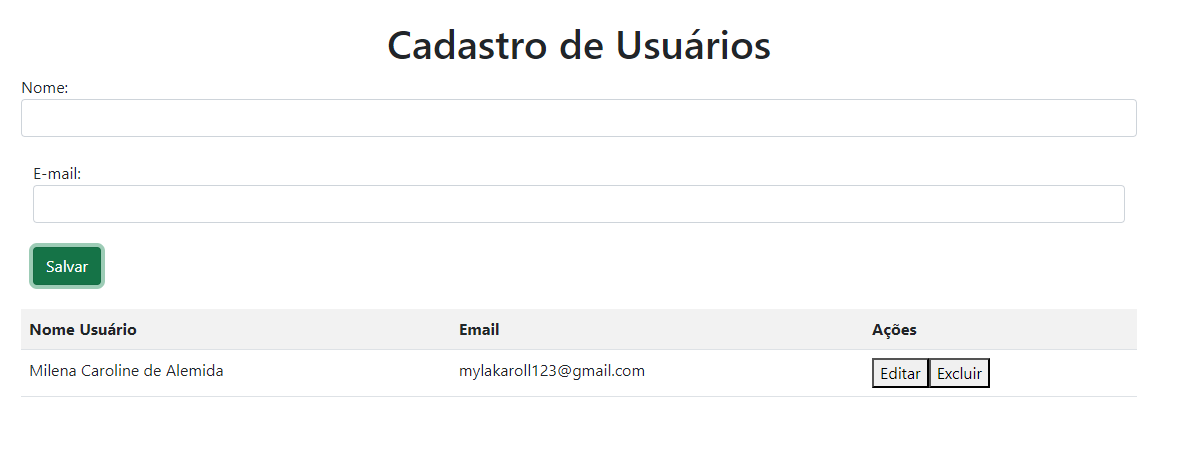 Cadastro de Usuários
Nome:
E-mail:
Salvar
Nome Usuário Email Ações
Milena Caroline de Alemida mylakaroll123@gmail.com Editar Excluir